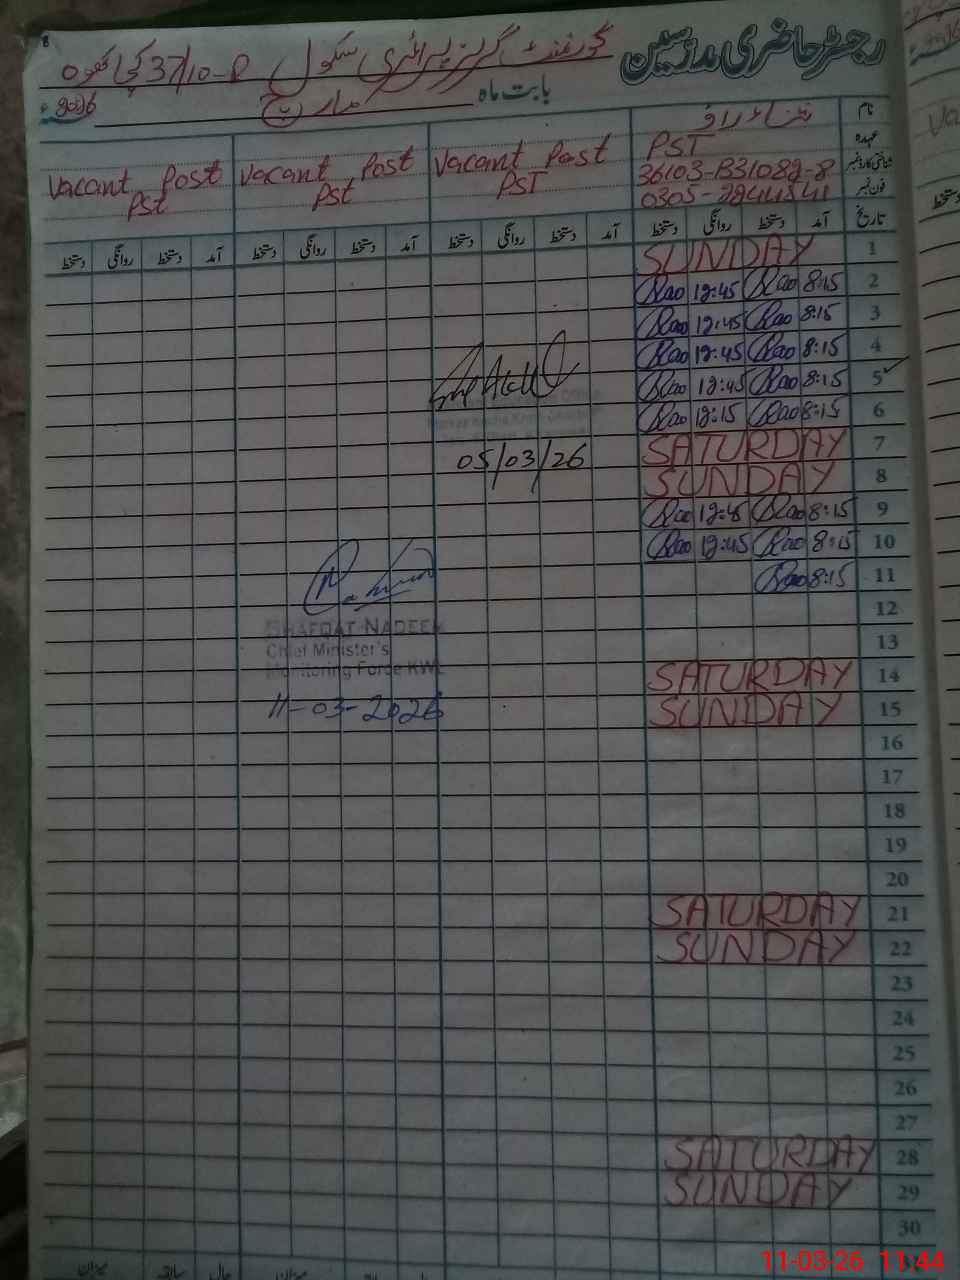 8
رجسٹر حاضری مدرسین گورنمنٹ گرلز پرائمری سکول 37/10-R کچا کھوہ
بابت ماہ مارچ 2026ء
نام
عہدہ PST
Vacant Post PST
Vacant Post PST
Vacant Post PST
شناختی کارڈ نمبر
فون نمبر 0305-2244541
تاریخ آمد دستخط روانگی دستخط آمد دستخط روانگی دستخط آمد دستخط روانگی دستخط آمد دستخط روانگی دستخط
1 SUNDAY
2 8:15 Rao 12:45 Rao
3 8:15 Rao 12:45 Rao
4 8:15 Rao 12:45 Rao
5 8:15 Rao 12:45 Rao
6 8:15 Rao 12:15 Rao
7 SATURDAY
05/03/26
8 SUNDAY
9 8:15 Rao 12:45 Rao
10 8:15 Rao 12:45 Rao
11 8:15 Rao
12
SHAFQAT NADEEM
Chief Minister's
Monitoring Force KWL
13
14 SATURDAY
15 SUNDAY
11-03-2026
16
17
18
19
20
21 SATURDAY
22 SUNDAY
23
24
25
26
27
28 SATURDAY
29 SUNDAY
30
میزان سابقہ حال میزان
11-03-26 11:44